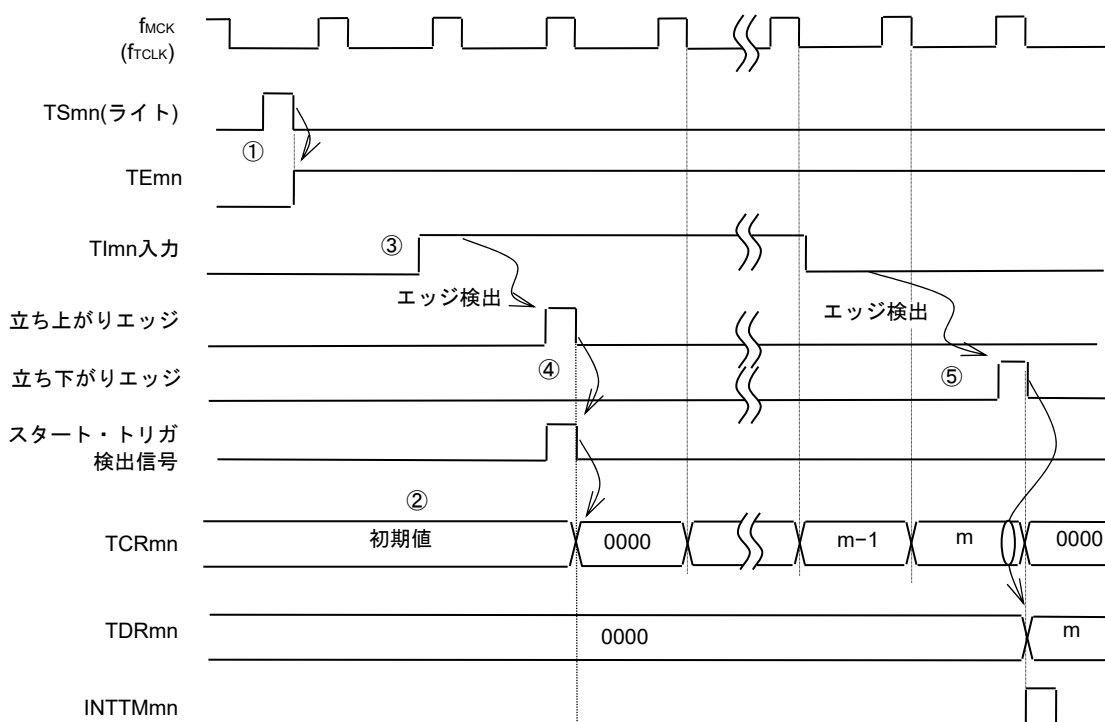 fMCK
(fTCLK)
TSmn(ライト)
①
TEmn
TImn入力
③
エッジ検出
エッジ検出
立ち上がりエッジ
④
⑤
立ち下がりエッジ
スタート・トリガ
検出信号
②
TCRmn
初期値
0000
m−1
m
0000
TDRmn
0000
m
INTTMmn